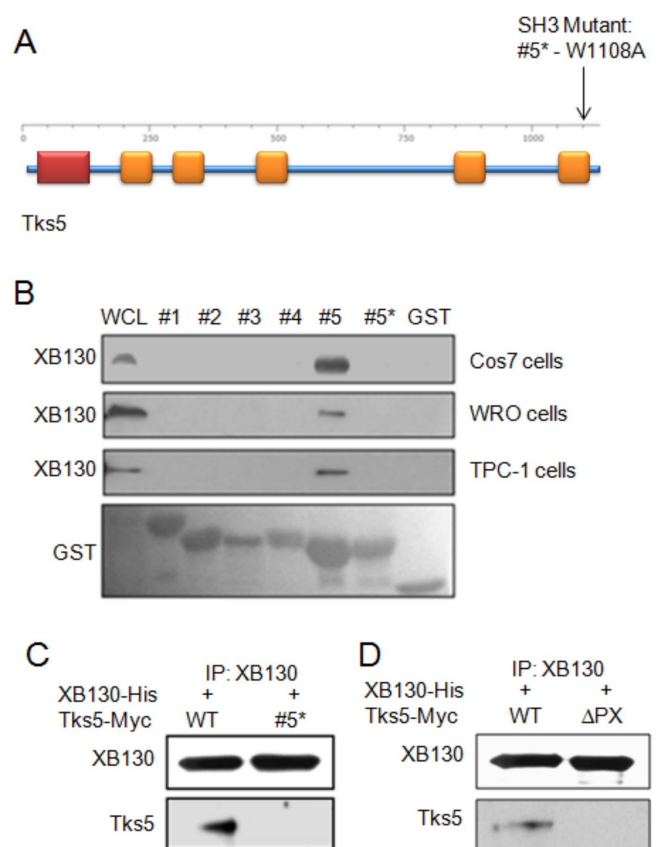 A
SH3 Mutant:
#5* - W1108A
0 250 500 750 1000
Tks5
B
WCL #1 #2 #3 #4 #5 #5* GST
XB130 Cos7 cells
XB130 WRO cells
XB130 TPC-1 cells
GST
C
IP: XB130
XB130-His + +
Tks5-Myc WT #5*
XB130
Tks5
D
IP: XB130
XB130-His + +
Tks5-Myc WT ΔPX
XB130
Tks5